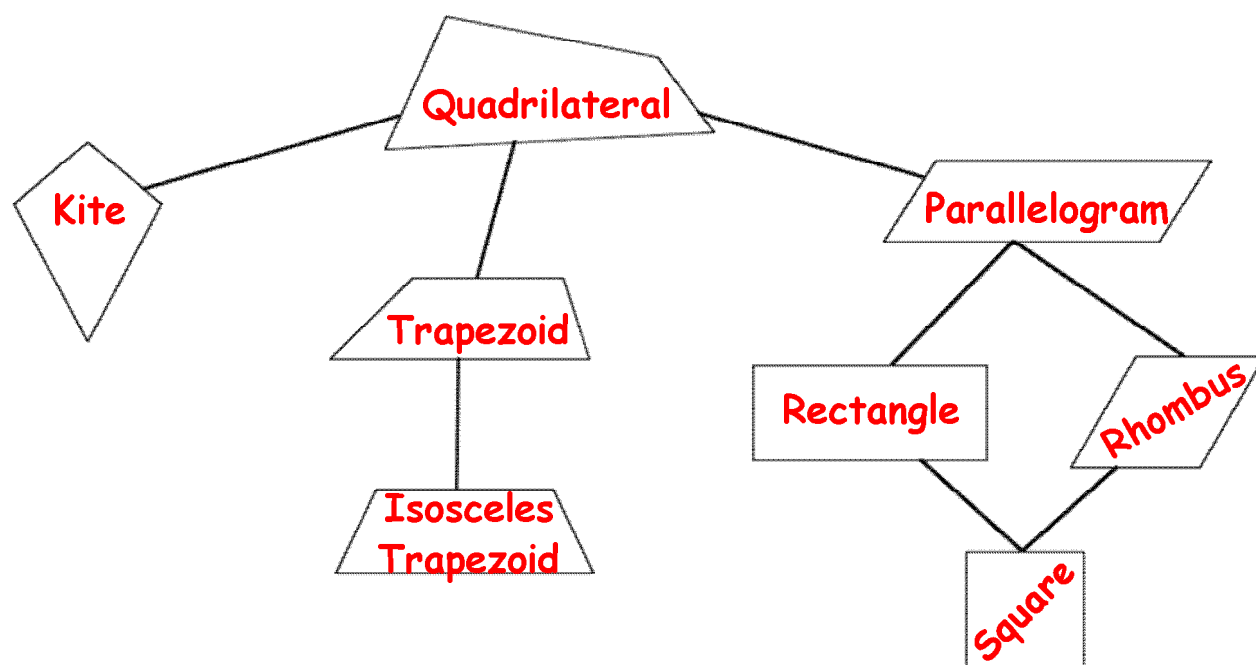 Quadrilateral
Kite
Parallelogram
Trapezoid
Rectangle
Rhombus
Isosceles
Trapezoid
Square